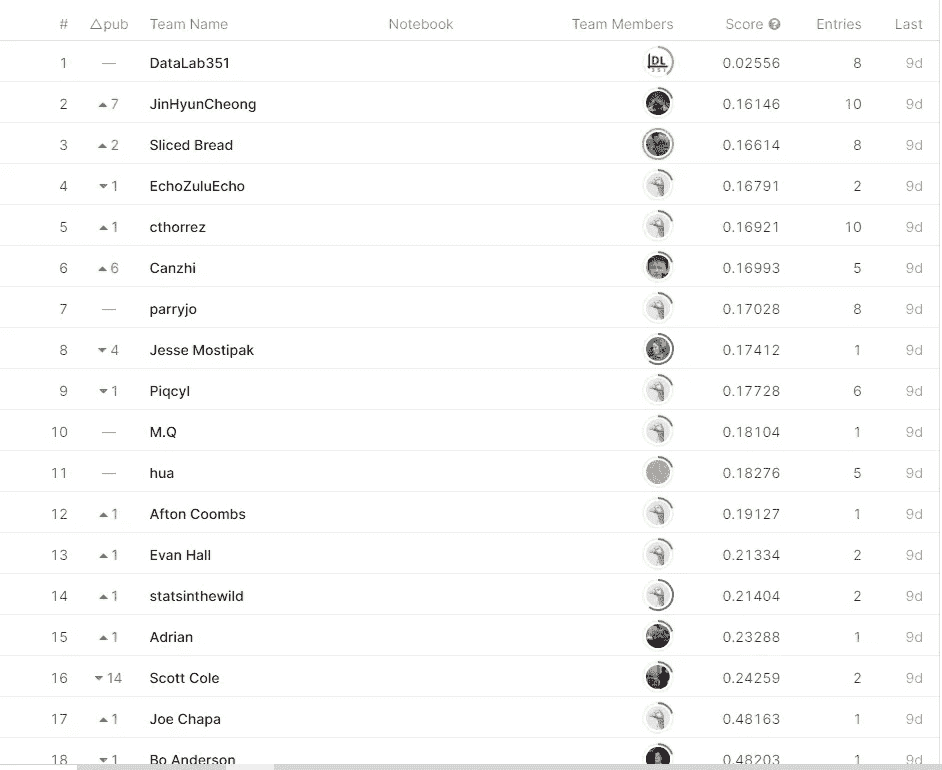 # △pub Team Name Notebook Team Members Score Entries Last
1 — DataLab351 DL 351 0.02556 8 9d
2 ▲7 JinHyunCheong 0.16146 10 9d
3 ▲2 Sliced Bread 0.16614 8 9d
4 ▼1 EchoZuluEcho 0.16791 2 9d
5 ▲1 cthorrez 0.16921 10 9d
6 ▲6 Canzhi 0.16993 5 9d
7 — parryjo 0.17028 8 9d
8 ▼4 Jesse Mostipak 0.17412 1 9d
9 ▼1 Piqcyl 0.17728 6 9d
10 — M.Q 0.18104 1 9d
11 — hua 0.18276 5 9d
12 ▲1 Afton Coombs 0.19127 1 9d
13 ▲1 Evan Hall 0.21334 2 9d
14 ▲1 statsinthewild 0.21404 2 9d
15 ▲1 Adrian 0.23288 1 9d
16 ▼14 Scott Cole 0.24259 2 9d
17 ▲1 Joe Chapa 0.48163 1 9d
18 ▼1 Bo Anderson 0.48203 1 9d